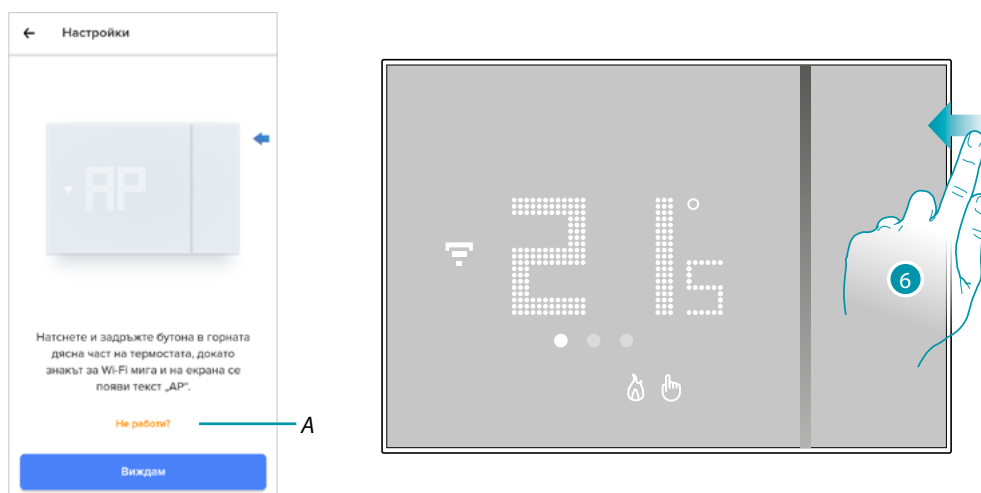 Настройки
AP
Натснете и задръжте бутона в горната
дясна част на термостата, докато
знакът за Wi-Fi мига и на екрана се
появи текст „AP“.
Не работи?
A
Виждам
21°5
6